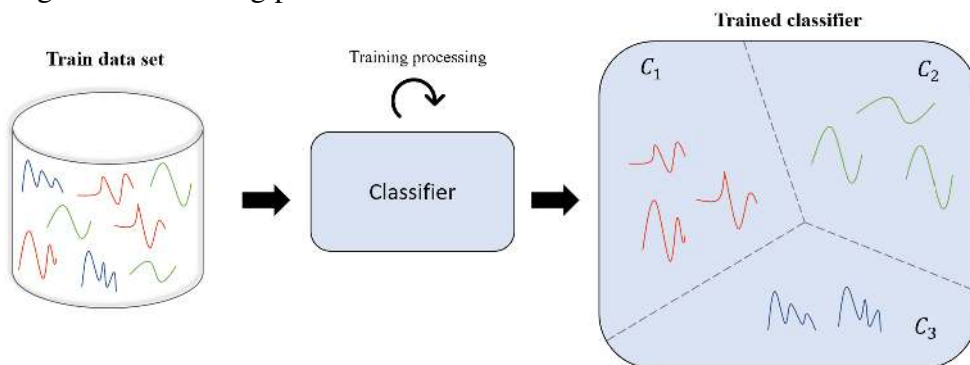 Train data set
Training processing
Classifier
Trained classifier
C₁
C₂
C₃